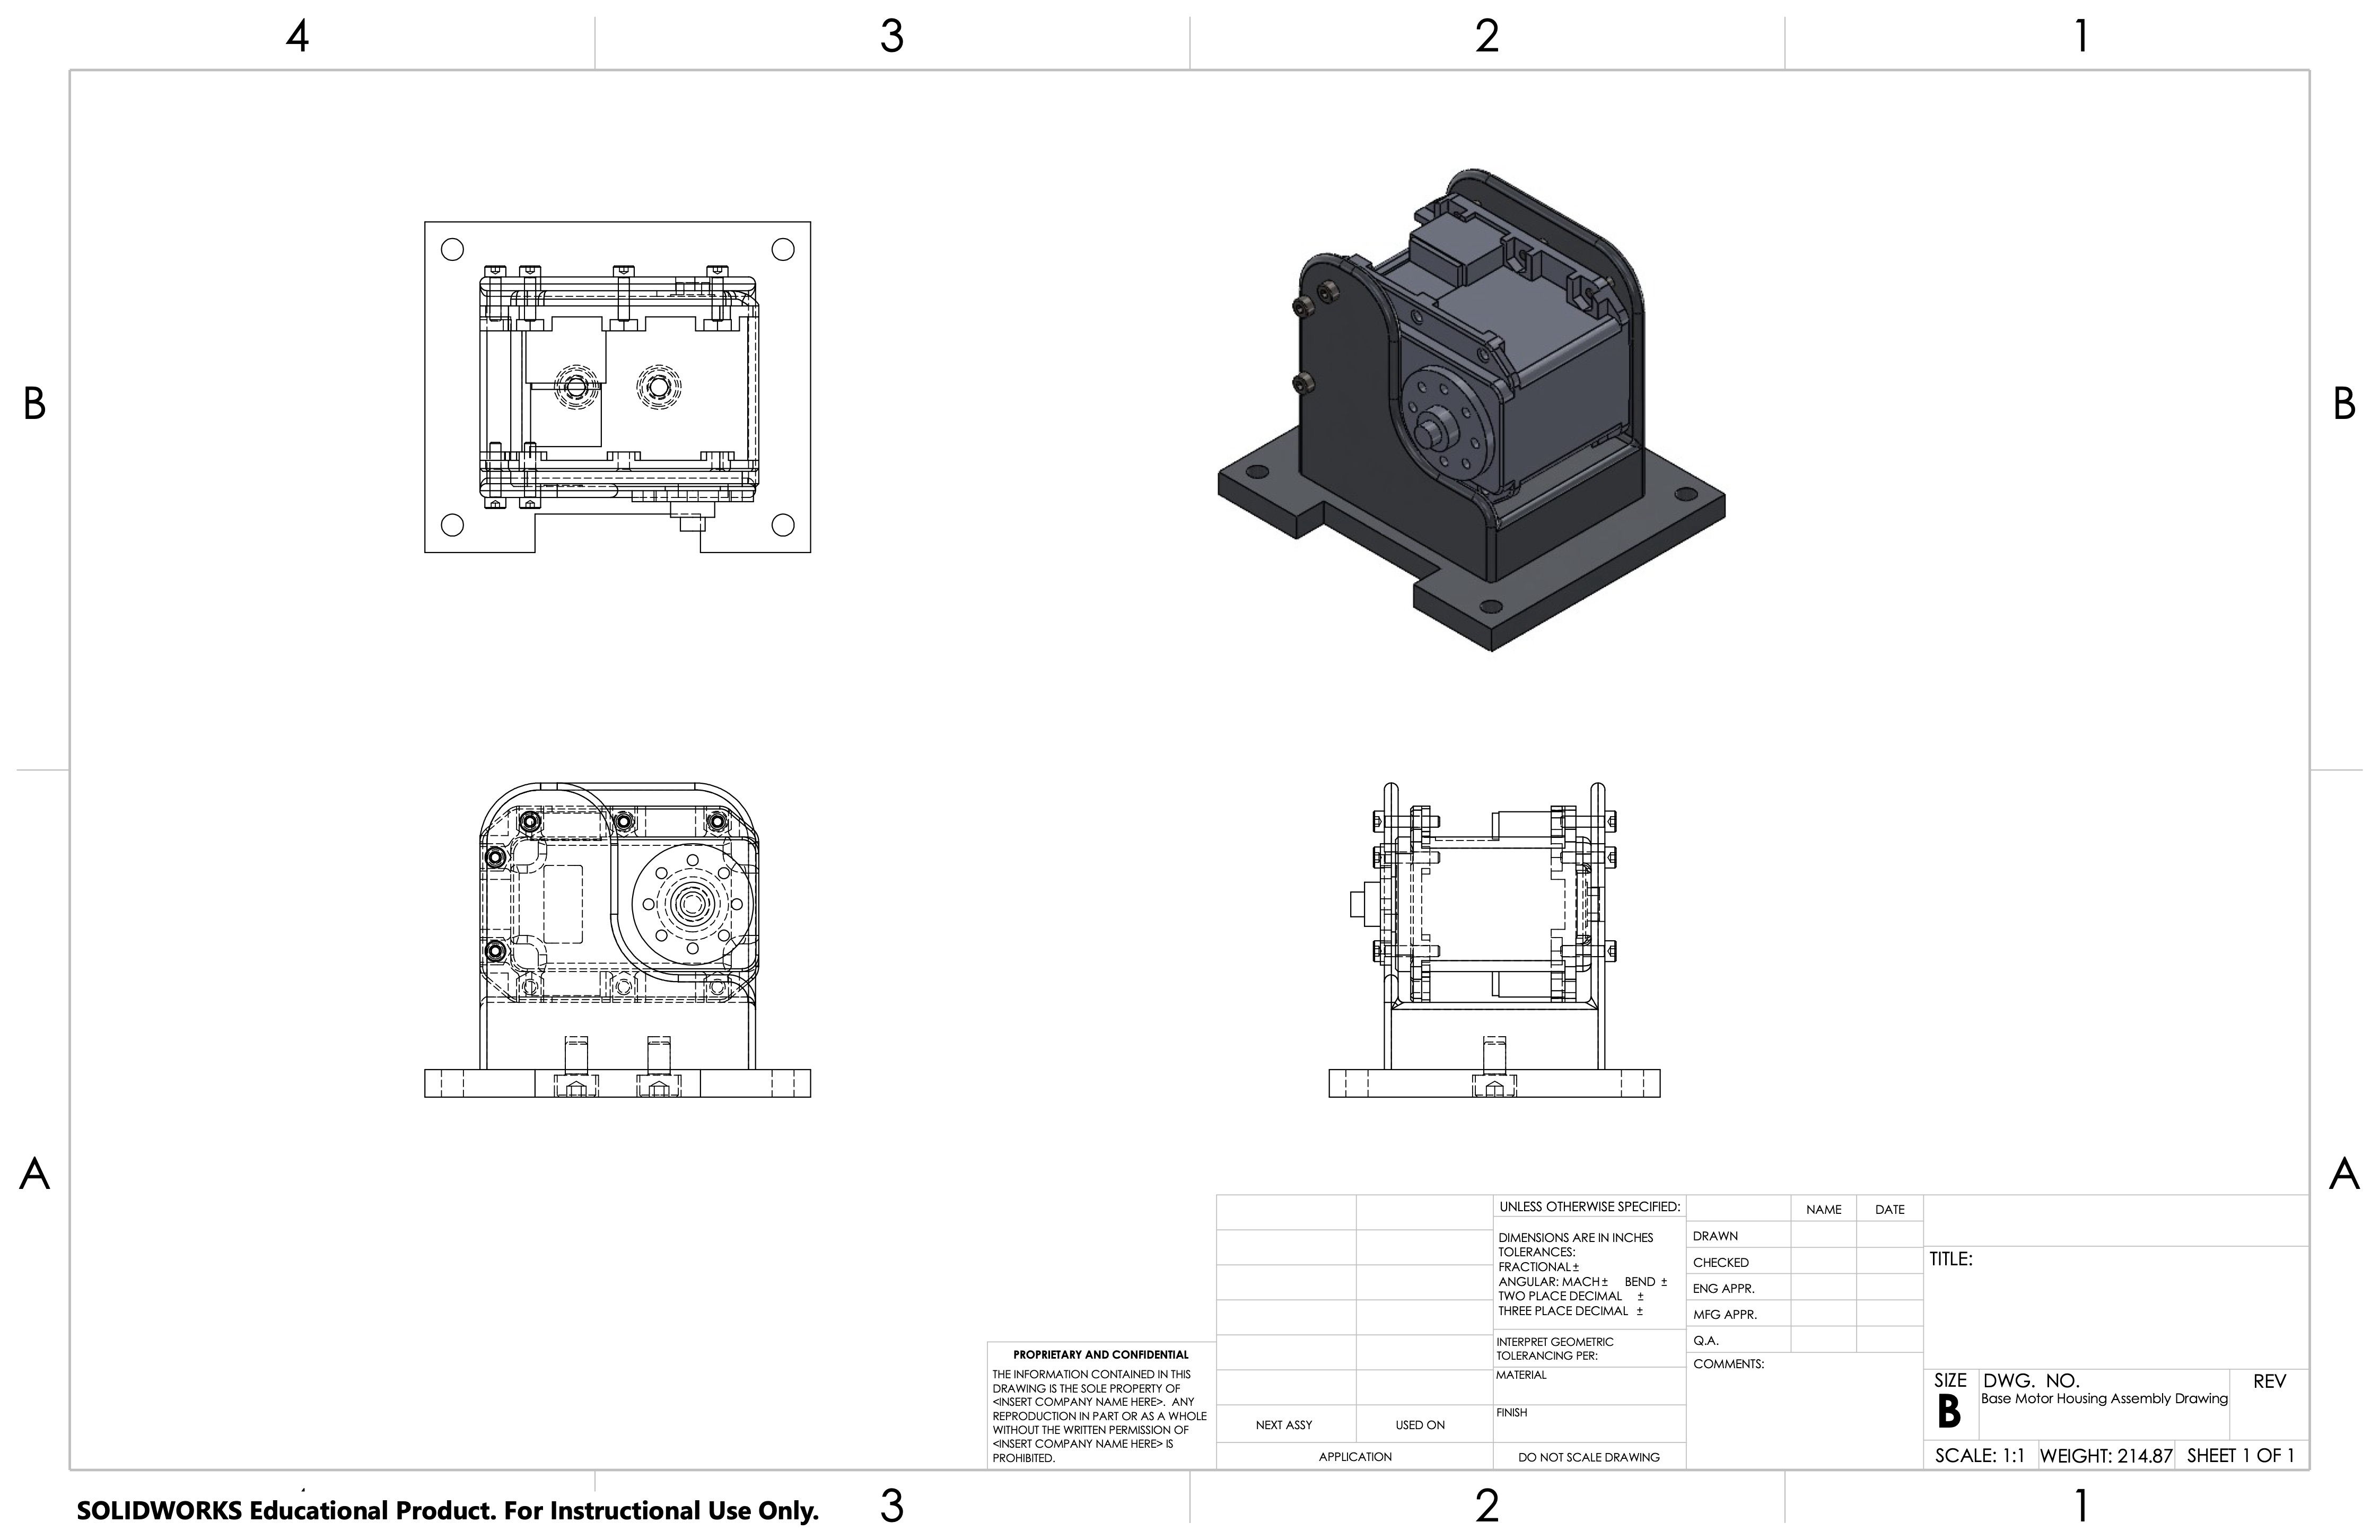 4 3 2 1
B B
A A
UNLESS OTHERWISE SPECIFIED:
DIMENSIONS ARE IN INCHES
TOLERANCES:
FRACTIONAL ±
ANGULAR: MACH ± BEND ±
TWO PLACE DECIMAL ±
THREE PLACE DECIMAL ±
INTERPRET GEOMETRIC
TOLERANCING PER:
MATERIAL
FINISH
DO NOT SCALE DRAWING
NAME DATE
DRAWN
CHECKED
ENG APPR.
MFG APPR.
Q.A.
COMMENTS:
TITLE:
SIZE DWG. NO. REV
B Base Motor Housing Assembly Drawing
SCALE: 1:1 WEIGHT: 214.87 SHEET 1 OF 1
PROPRIETARY AND CONFIDENTIAL
THE INFORMATION CONTAINED IN THIS
DRAWING IS THE SOLE PROPERTY OF
<INSERT COMPANY NAME HERE>. ANY
REPRODUCTION IN PART OR AS A WHOLE
WITHOUT THE WRITTEN PERMISSION OF
<INSERT COMPANY NAME HERE> IS
PROHIBITED.
NEXT ASSY USED ON
APPLICATION
SOLIDWORKS Educational Product. For Instructional Use Only.
3 2 1